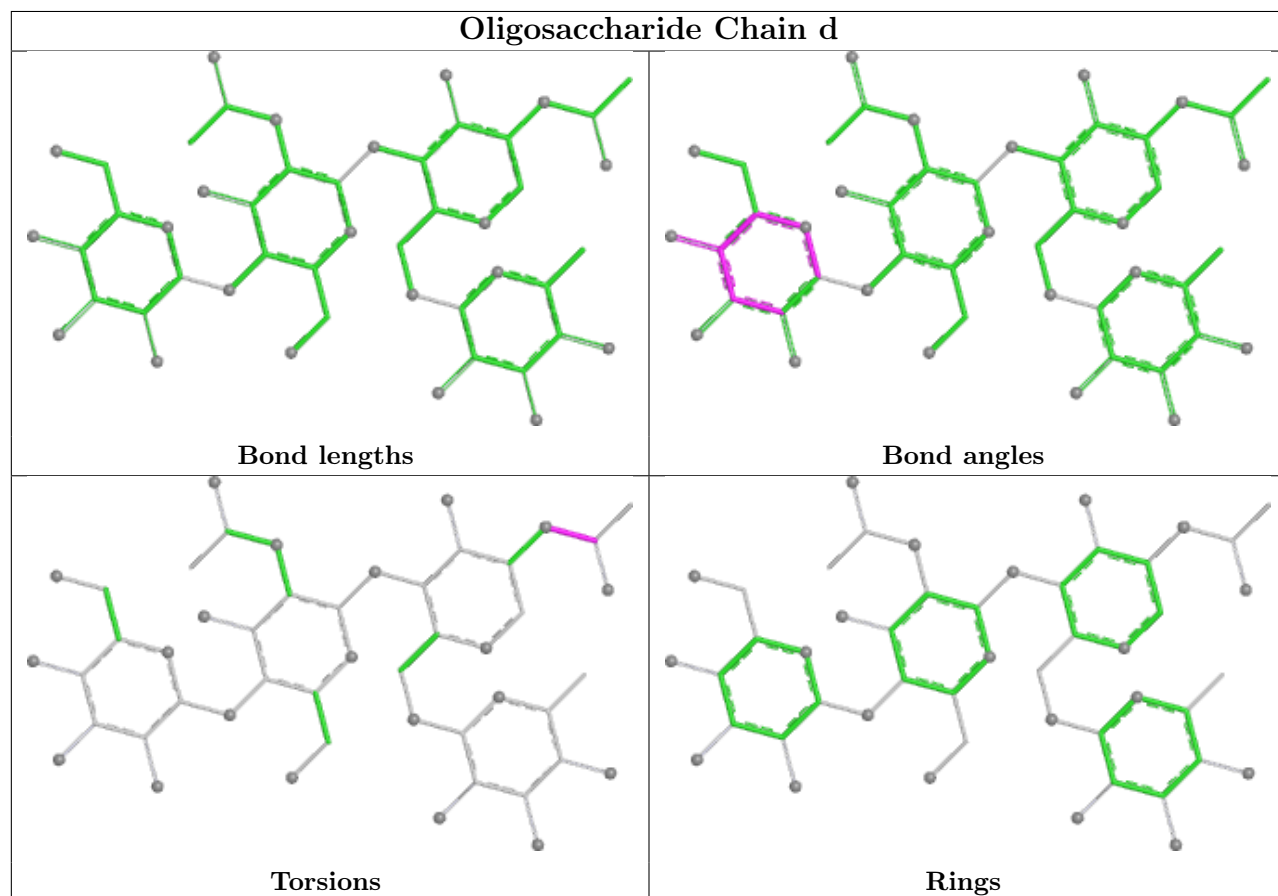 Oligosaccharide Chain d
Bond lengths
Bond angles
Torsions
Rings